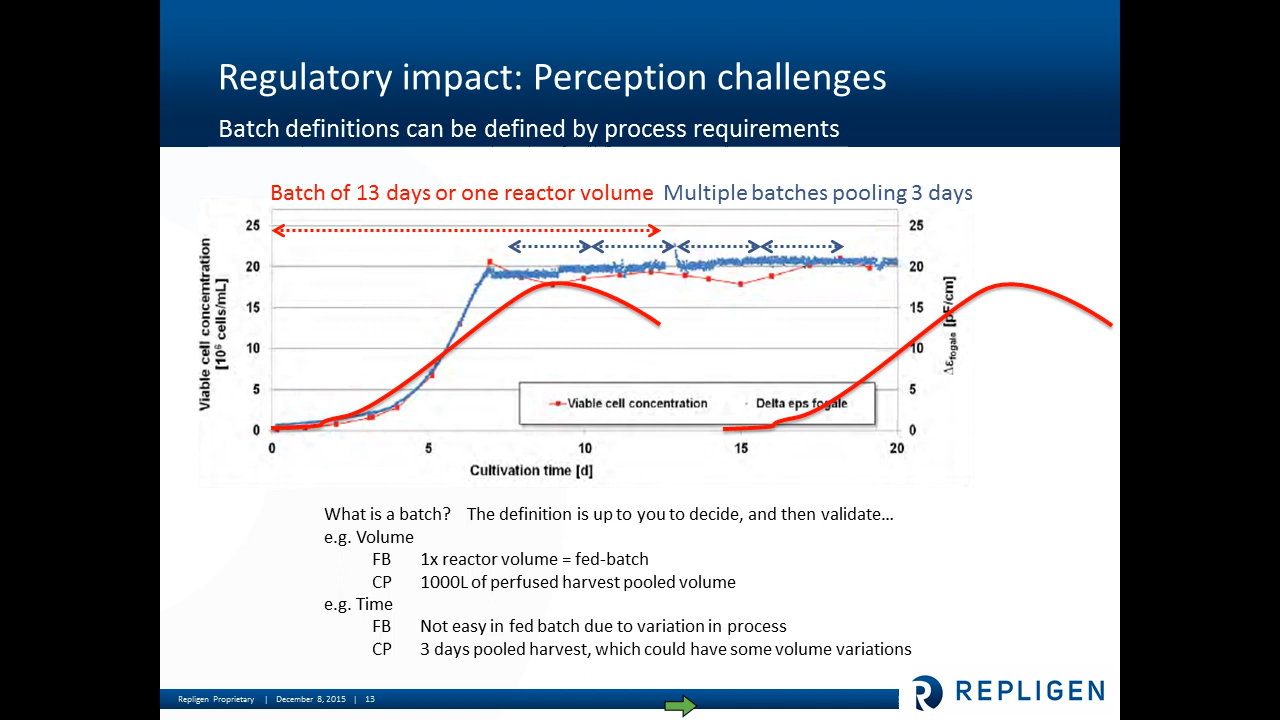 Regulatory impact: Perception challenges
Batch definitions can be defined by process requirements
Batch of 13 days or one reactor volume Multiple batches pooling 3 days
Viable cell concentration
[10⁶ cells/mL]
25
20
15
10
5
0
25
20
15
10
5
0
Δεfogale [pF/cm]
Viable cell concentration Delta eps fogale
0 5 10 15 20
Cultivation time [d]
What is a batch? The definition is up to you to decide, and then validate…
e.g. Volume
FB 1x reactor volume = fed-batch
CP 1000L of perfused harvest pooled volume
e.g. Time
FB Not easy in fed batch due to variation in process
CP 3 days pooled harvest, which could have some volume variations
Repligen Proprietary | December 8, 2015 | 13
REPLIGEN